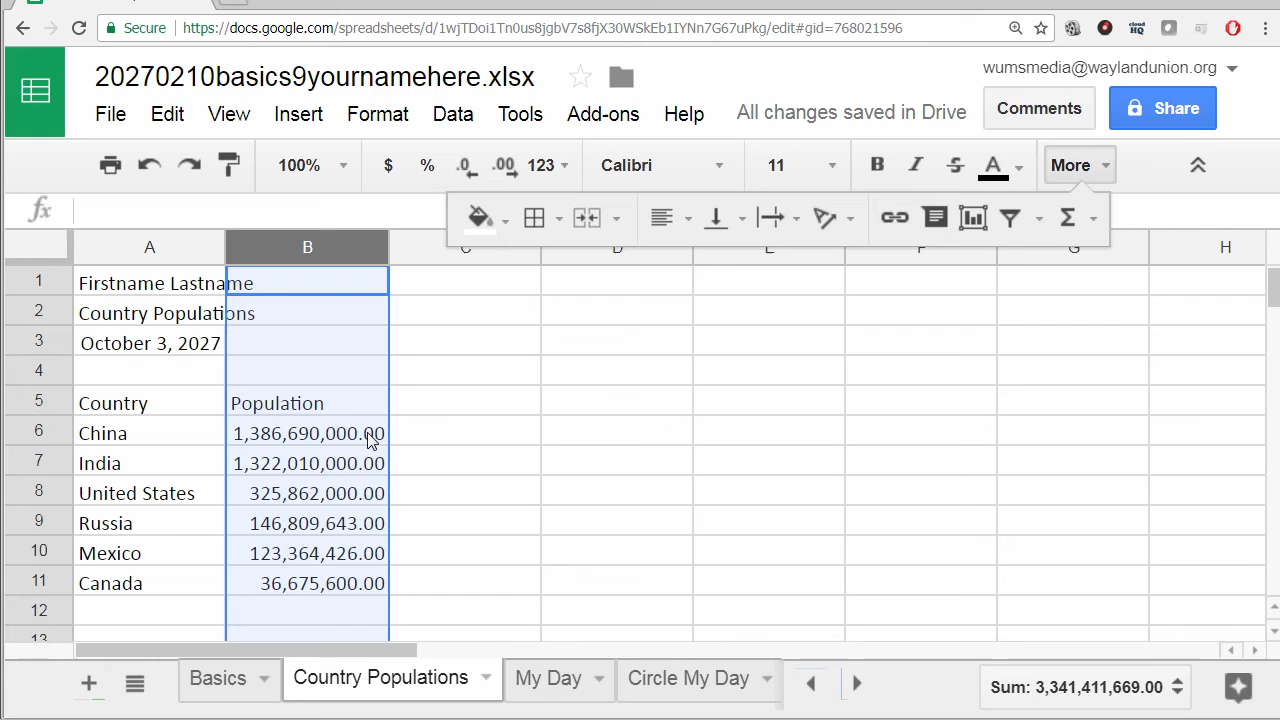 Secure https://docs.google.com/spreadsheets/d/1wjTDoi1Tn0us8jgbV7s8fjX30WSkEb1IYNn7G67uPkg/edit#gid=768021596
20270210basics9yournamehere.xlsx
wumsmedia@waylandunion.org
File Edit View Insert Format Data Tools Add-ons Help All changes saved in Drive
Comments Share
100% $ % .0 .00 123 Calibri 11 B I S A More
fx
Σ
A B C D E F G H
1 Firstname Lastname
2 Country Populations
3 October 3, 2027
4
5 Country Population
6 China 1,386,690,000.00
7 India 1,322,010,000.00
8 United States 325,862,000.00
9 Russia 146,809,643.00
10 Mexico 123,364,426.00
11 Canada 36,675,600.00
12
13
Basics Country Populations My Day Circle My Day Sum: 3,341,411,669.00